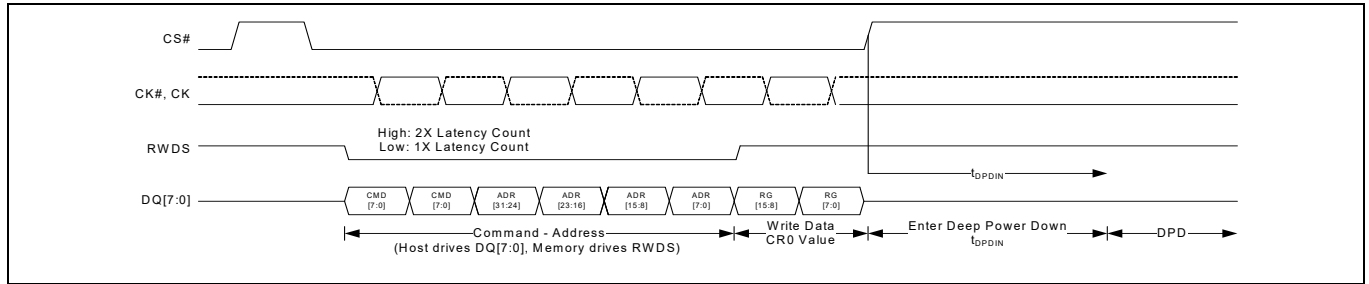 CS#
CK#, CK
High: 2X Latency Count
Low: 1X Latency Count
RWDS
tDPDIN
DQ[7:0]
CMD [7:0]
CMD [7:0]
ADR [31:24]
ADR [23:16]
ADR [15:8]
ADR [7:0]
RG [15:8]
RG [7:0]
Command - Address
(Host drives DQ[7:0], Memory drives RWDS)
Write Data
CR0 Value
Enter Deep Power Down
tDPDIN
DPD